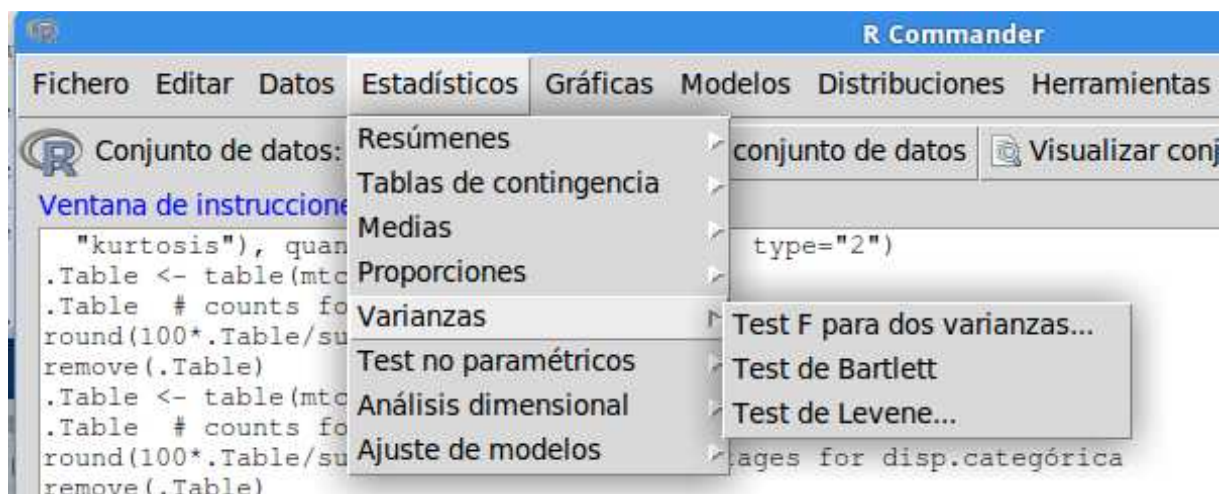 R Commander
Fichero Editar Datos Estadísticos Gráficas Modelos Distribuciones Herramientas
Conjunto de datos: conjunto de datos Visualizar conj
Ventana de instruccione
Resúmenes
Tablas de contingencia
Medias
Proporciones
Varianzas
Test no paramétricos
Análisis dimensional
Ajuste de modelos
Test F para dos varianzas...
Test de Bartlett
Test de Levene...
"kurtosis"), quan type="2")
.Table <- table(mtc
.Table # counts fo
round(100*.Table/su
remove(.Table)
.Table <- table(mtc
.Table # counts fo
round(100*.Table/su ages for disp.categórica
remove(.Table)